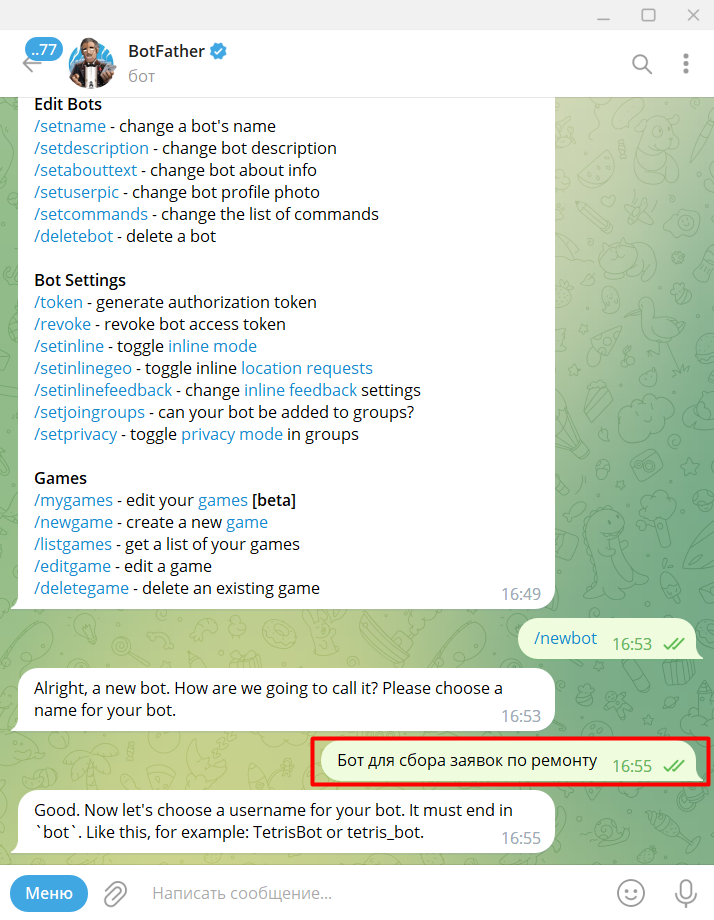 ..77
BotFather
бот
Edit Bots
/setname - change a bot's name
/setdescription - change bot description
/setabouttext - change bot about info
/setuserpic - change bot profile photo
/setcommands - change the list of commands
/deletebot - delete a bot
Bot Settings
/token - generate authorization token
/revoke - revoke bot access token
/setinline - toggle inline mode
/setinlinegeo - toggle inline location requests
/setinlinefeedback - change inline feedback settings
/setjoingroups - can your bot be added to groups?
/setprivacy - toggle privacy mode in groups
Games
/mygames - edit your games [beta]
/newgame - create a new game
/listgames - get a list of your games
/editgame - edit a game
/deletegame - delete an existing game
16:49
/newbot 16:53
Alright, a new bot. How are we going to call it? Please choose a
name for your bot.
16:53
Бот для сбора заявок по ремонту 16:55
Good. Now let's choose a username for your bot. It must end in
`bot`. Like this, for example: TetrisBot or tetris_bot.
16:55
Меню
Написать сообщение...